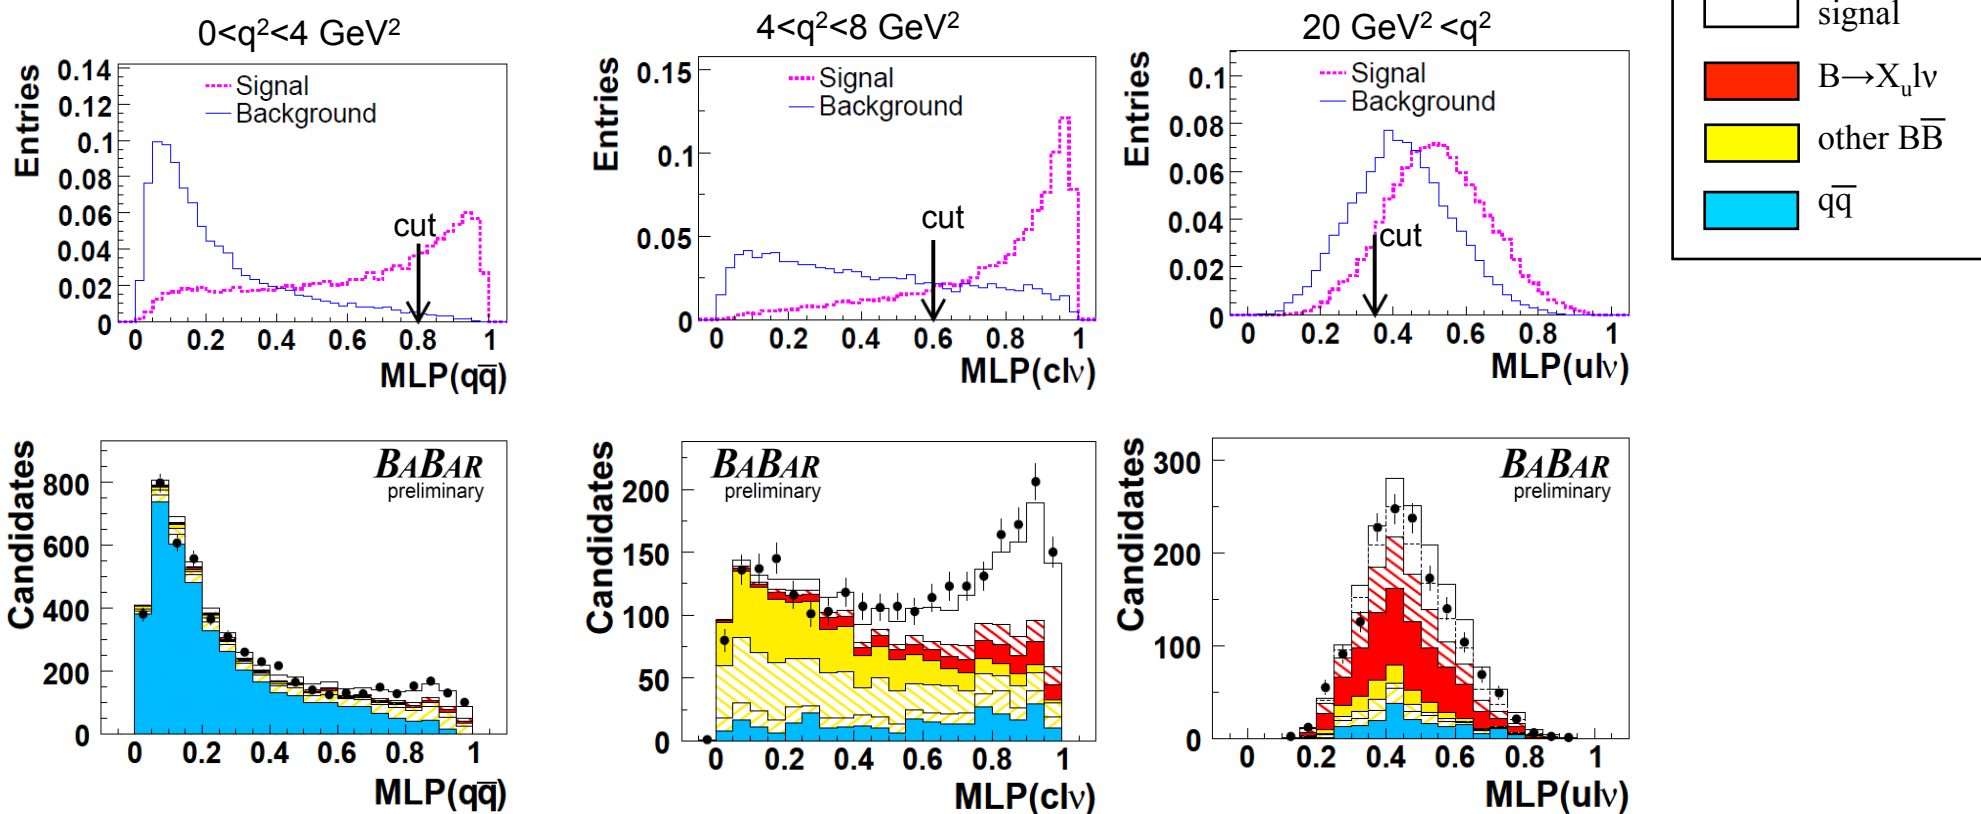 0<q²<4 GeV²
Entries
0.14
0.12
0.1
0.08
0.06
0.04
0.02
0
Signal
Background
cut
0 0.2 0.4 0.6 0.8 1
MLP(qq̅)
4<q²<8 GeV²
Entries
0.15
0.1
0.05
0
Signal
Background
cut
0 0.2 0.4 0.6 0.8 1
MLP(clν)
20 GeV² <q²
Entries
0.1
0.08
0.06
0.04
0.02
0
Signal
Background
cut
0 0.2 0.4 0.6 0.8 1
MLP(ulν)
signal
B→Xᵤlν
other BB̅
qq̅
Candidates
800
600
400
200
0
BABAR
preliminary
0 0.2 0.4 0.6 0.8 1
MLP(qq̅)
Candidates
200
150
100
50
0
BABAR
preliminary
0 0.2 0.4 0.6 0.8 1
MLP(clν)
Candidates
300
200
100
0
BABAR
preliminary
0 0.2 0.4 0.6 0.8 1
MLP(ulν)